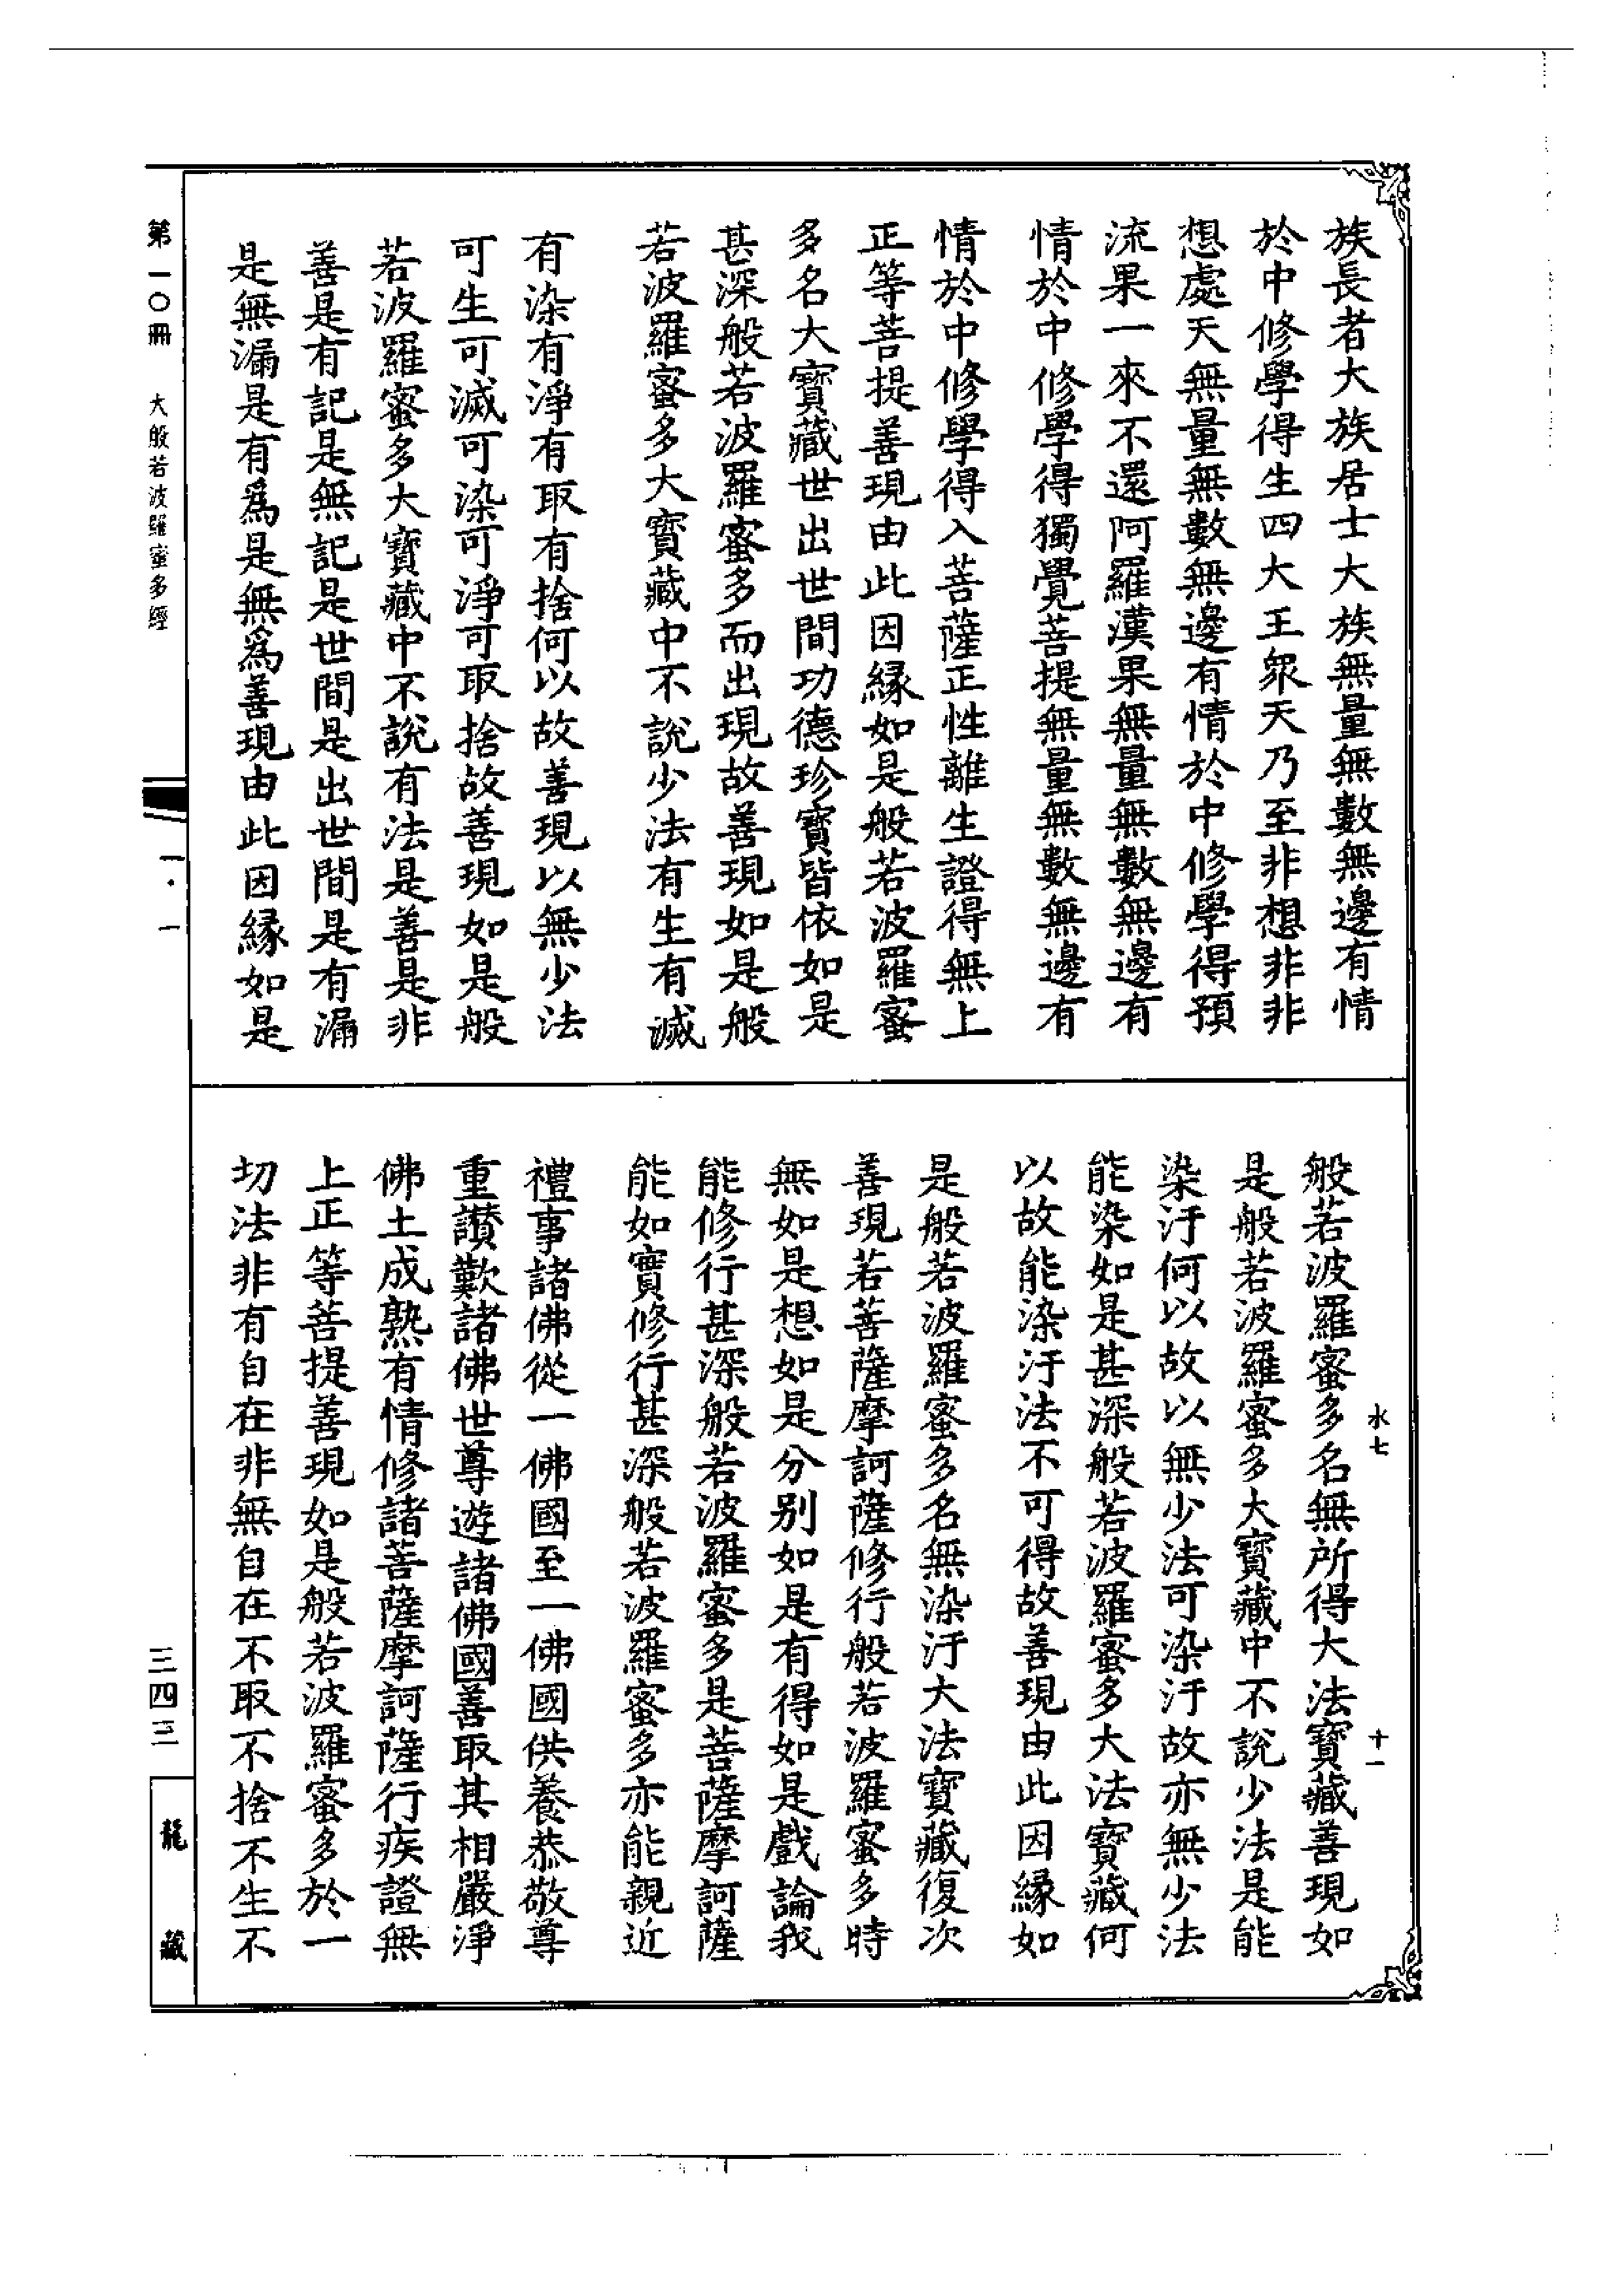 族長者大族居士大族無量無數無邊有情
於中修學得生四大王眾天乃至非想非非
想處天無量無數無邊有情於中修學得預
流果一來不還阿羅漢果無量無數無邊有
情於中修學得獨覺菩提無量無數無邊有
情於中修學得入菩薩正性離生證得無上
正等菩提善現由此因緣如是般若波羅蜜
多名大寶藏世出世間功德珍寶皆依如是
甚深般若波羅蜜多而出現故善現如是般
若波羅蜜多大寶藏中不說少法有生有滅
有染有淨有取有捨何以故善現以無少法
可生可滅可染可淨可取捨故善現如是般
若波羅蜜多大寶藏中不說有法是善是非
善是有記是無記是世間是出世間是有漏
是無漏是有爲是無爲善現由此因緣如是
水七
十一
般若波羅蜜多名無所得大法寶藏善現如
是般若波羅蜜多大寶藏中不說少法是能
染汙何以故以無少法可染汙故亦無少法
能染如是甚深般若波羅蜜多大法寶藏何
以故能染汙法不可得故善現由此因緣如
是般若波羅蜜多名無染汙大法寶藏復次
善現若菩薩摩訶薩修行般若波羅蜜多時
無如是想如是分別如是有得如是戲論我
能修行甚深般若波羅蜜多是菩薩摩訶薩
能如實修行甚深般若波羅蜜多亦能親近
禮事諸佛從一佛國至一佛國供養恭敬尊
重讚歎諸佛世尊遊諸佛國善取其相嚴淨
佛土成熟有情修諸菩薩摩訶薩行疾證無
上正等菩提善現如是般若波羅蜜多於一
切法非有自在非無自在不取不捨不生不
第一〇冊 大般若波羅蜜多經
一·一
三四三
龍藏